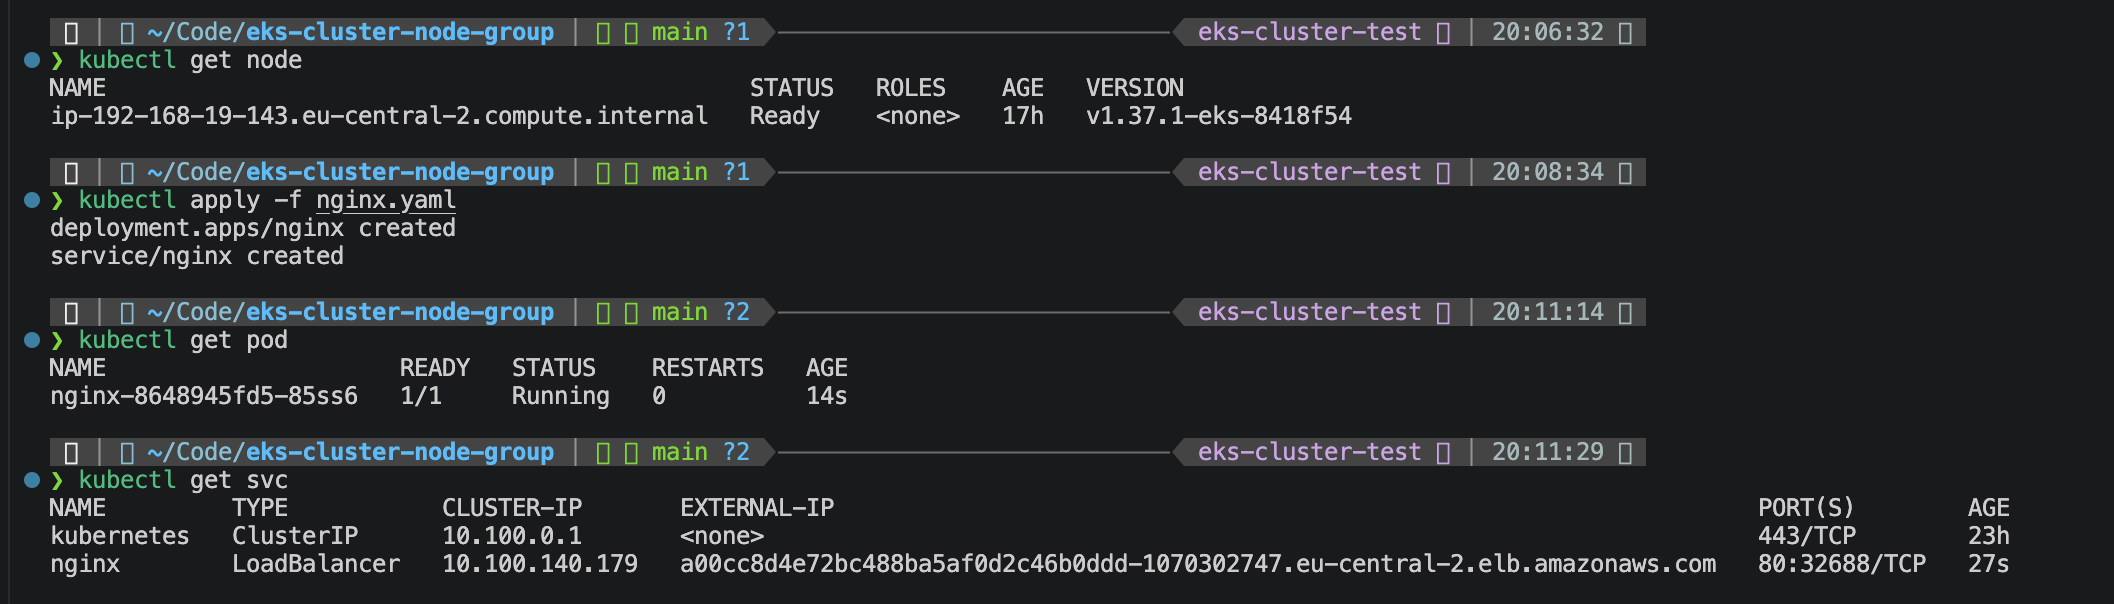 ~/Code/eks-cluster-node-group main ?1 eks-cluster-test 20:06:32
❯ kubectl get node
NAME STATUS ROLES AGE VERSION
ip-192-168-19-143.eu-central-2.compute.internal Ready <none> 17h v1.37.1-eks-8418f54
~/Code/eks-cluster-node-group main ?1 eks-cluster-test 20:08:34
❯ kubectl apply -f nginx.yaml
deployment.apps/nginx created
service/nginx created
~/Code/eks-cluster-node-group main ?2 eks-cluster-test 20:11:14
❯ kubectl get pod
NAME READY STATUS RESTARTS AGE
nginx-8648945fd5-85ss6 1/1 Running 0 14s
~/Code/eks-cluster-node-group main ?2 eks-cluster-test 20:11:29
❯ kubectl get svc
NAME TYPE CLUSTER-IP EXTERNAL-IP PORT(S) AGE
kubernetes ClusterIP 10.100.0.1 <none> 443/TCP 23h
nginx LoadBalancer 10.100.140.179 a00cc8d4e72bc488ba5af0d2c46b0ddd-1070302747.eu-central-2.elb.amazonaws.com 80:32688/TCP 27s